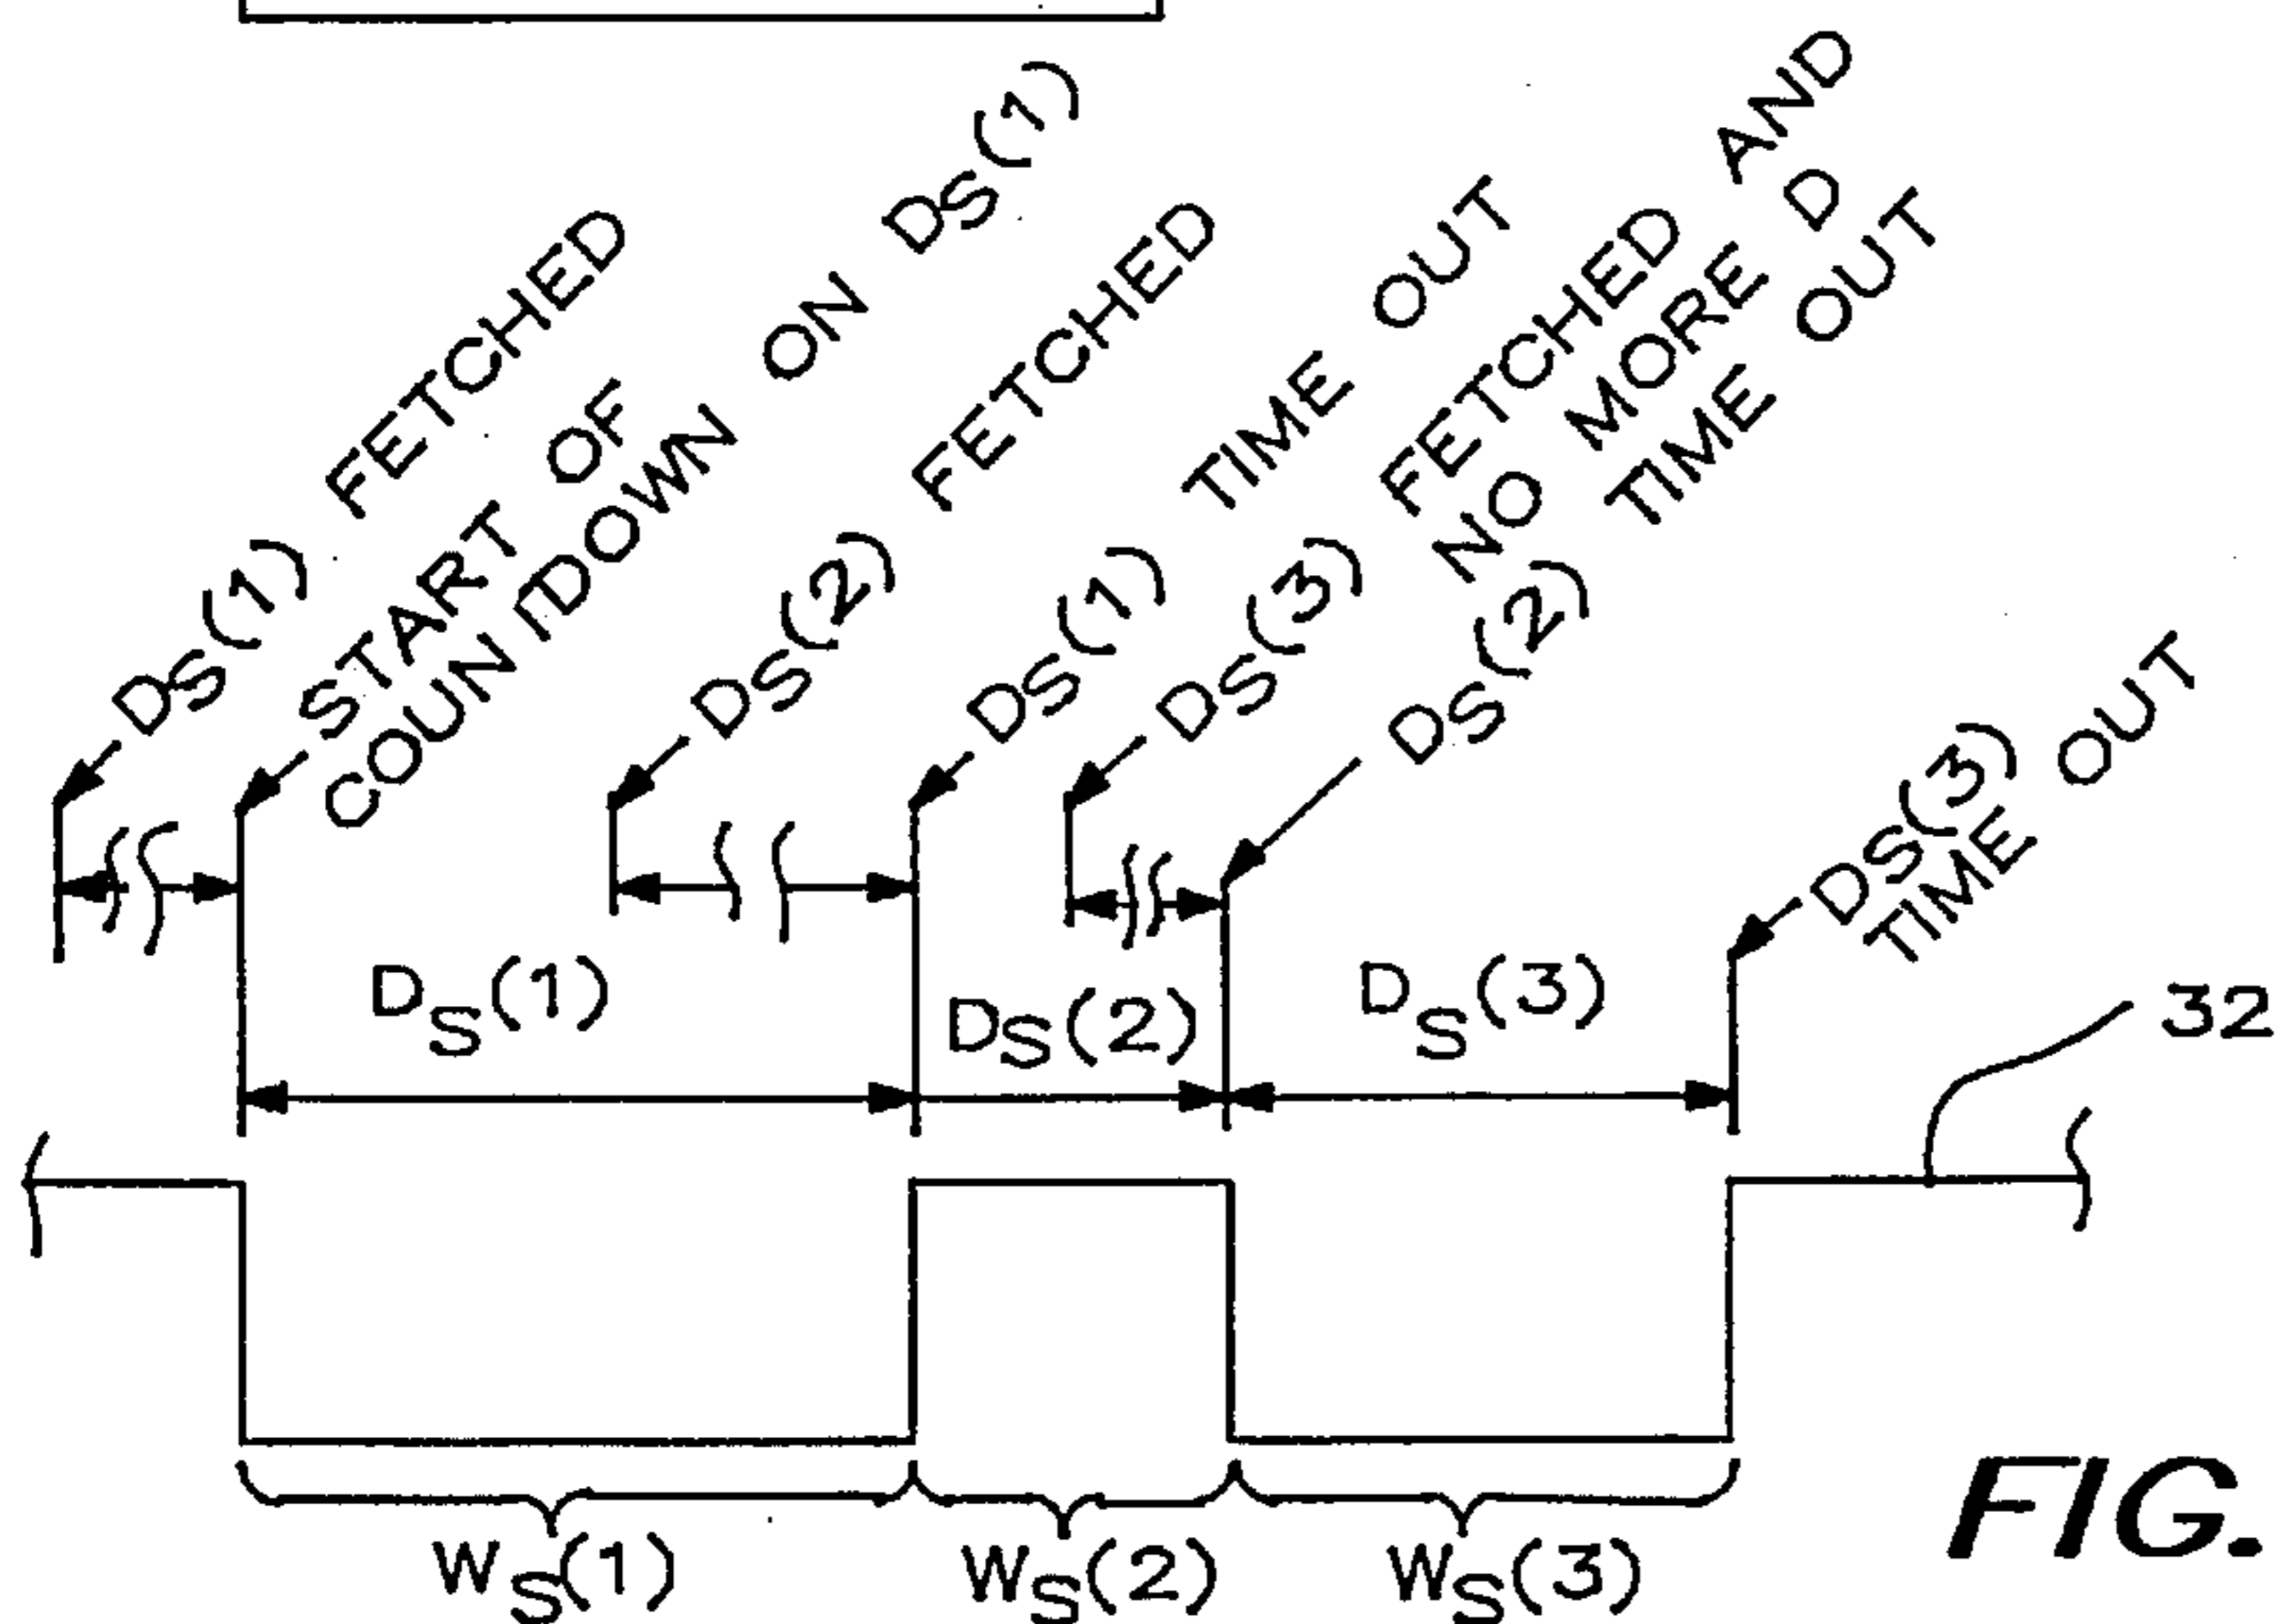 DS(1) FETCHED
START OF
COUNTDOWN ON DS(1)
DS(2) FETCHED
DS(1) TIME OUT
DS(3) FETCHED AND
NO MORE D
DS(2) TIME OUT
DS(3)
TIME OUT
DS(1)
DS(2)
DS(3)
32
WS(1)
WS(2)
WS(3)
FIG.